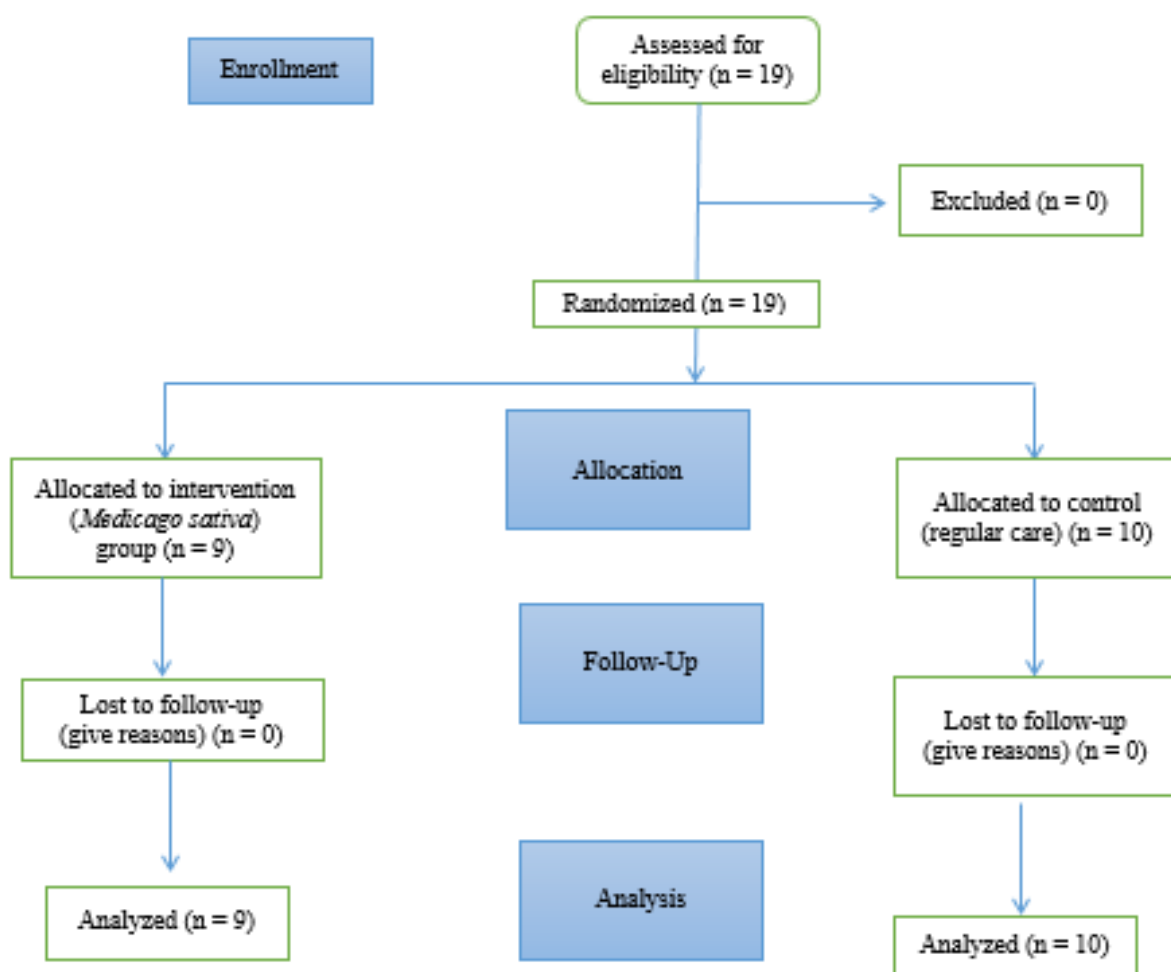 Enrollment
Assessed for
eligibility (n = 19)
Excluded (n = 0)
Randomized (n = 19)
Allocation
Allocated to intervention
(Medicago sativa)
group (n = 9)
Allocated to control
(regular care) (n = 10)
Follow-Up
Lost to follow-up
(give reasons) (n = 0)
Lost to follow-up
(give reasons) (n = 0)
Analysis
Analyzed (n = 9)
Analyzed (n = 10)